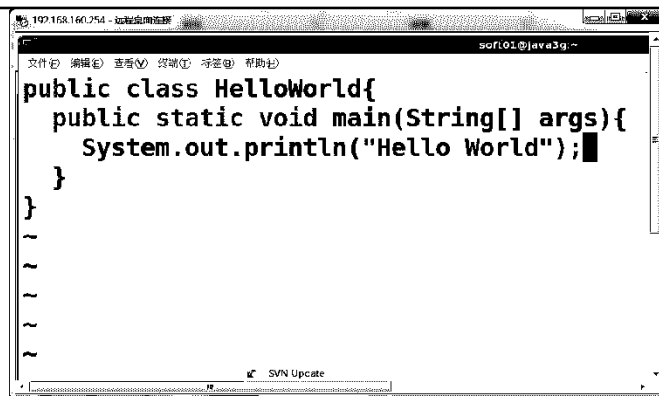 192.168.160.254 - 远程桌面连接
soft01@java3g:~
文件(F) 编辑(E) 查看(V) 终端(T) 标签(B) 帮助(H)
public class HelloWorld{
public static void main(String[] args){
System.out.println("Hello World");
}
}
~
~
~
~
~
SVN Update